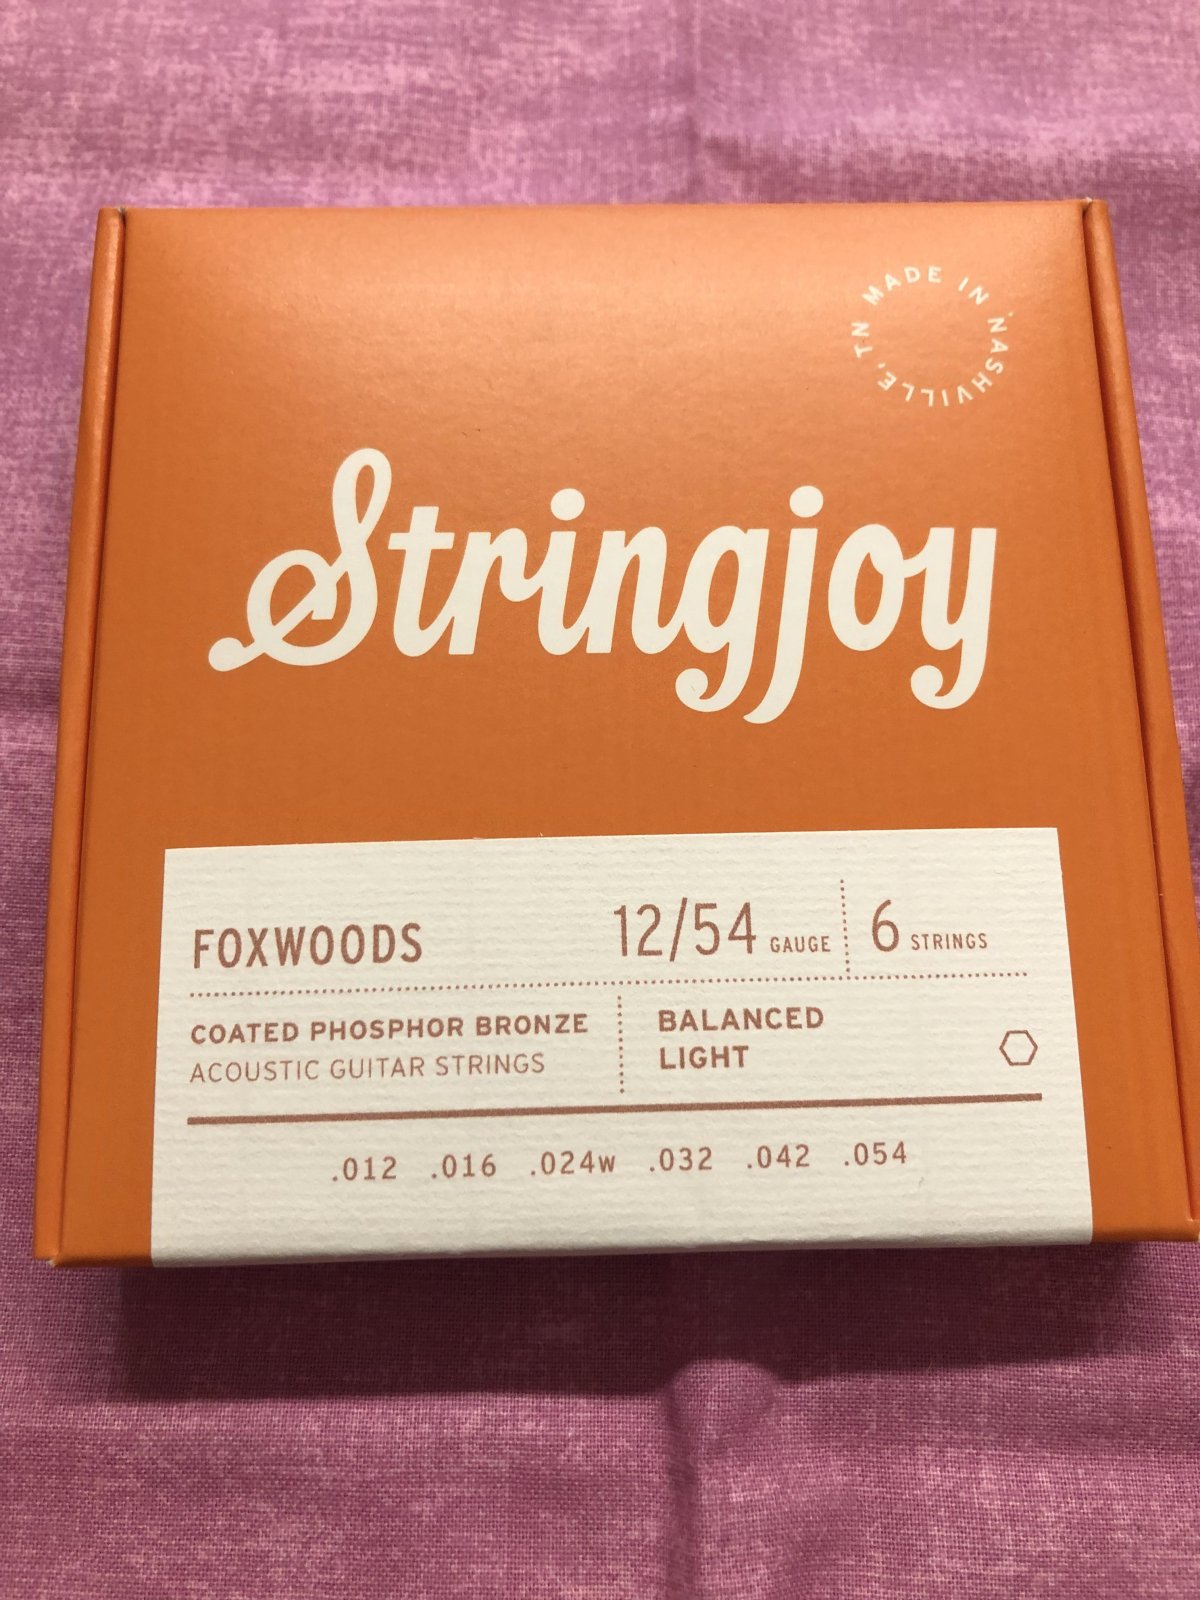 MADE IN NASHVILLE, TN
Stringjoy
FOXWOODS 12/54 GAUGE 6 STRINGS
COATED PHOSPHOR BRONZE BALANCED
ACOUSTIC GUITAR STRINGS LIGHT
.012 .016 .024w .032 .042 .054